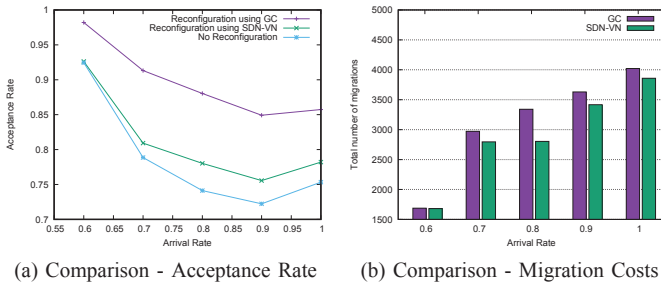 Reconfiguration using GC
Reconfiguration using SDN-VN
No Reconfiguration
Acceptance Rate
1
0.95
0.9
0.85
0.8
0.75
0.7
0.55 0.6 0.65 0.7 0.75 0.8 0.85 0.9 0.95 1
Arrival Rate
(a) Comparison - Acceptance Rate
GC
SDN-VN
Total number of migrations
5000
4500
4000
3500
3000
2500
2000
1500
0.6 0.7 0.8 0.9 1
Arrival Rate
(b) Comparison - Migration Costs